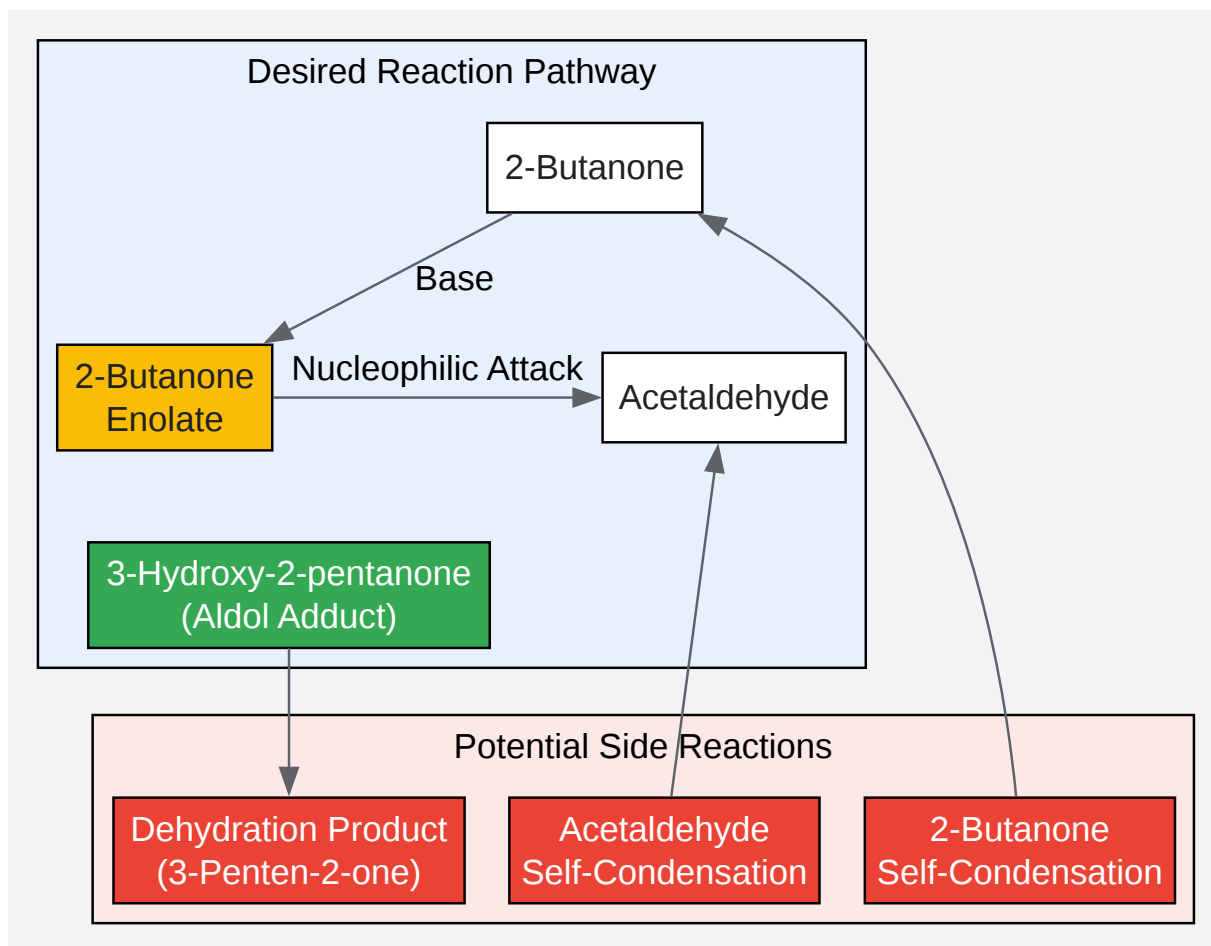 Desired Reaction Pathway
2-Butanone
Base
2-Butanone
Enolate
Nucleophilic Attack
Acetaldehyde
3-Hydroxy-2-pentanone
(Aldol Adduct)
Potential Side Reactions
Dehydration Product
(3-Penten-2-one)
Acetaldehyde
Self-Condensation
2-Butanone
Self-Condensation